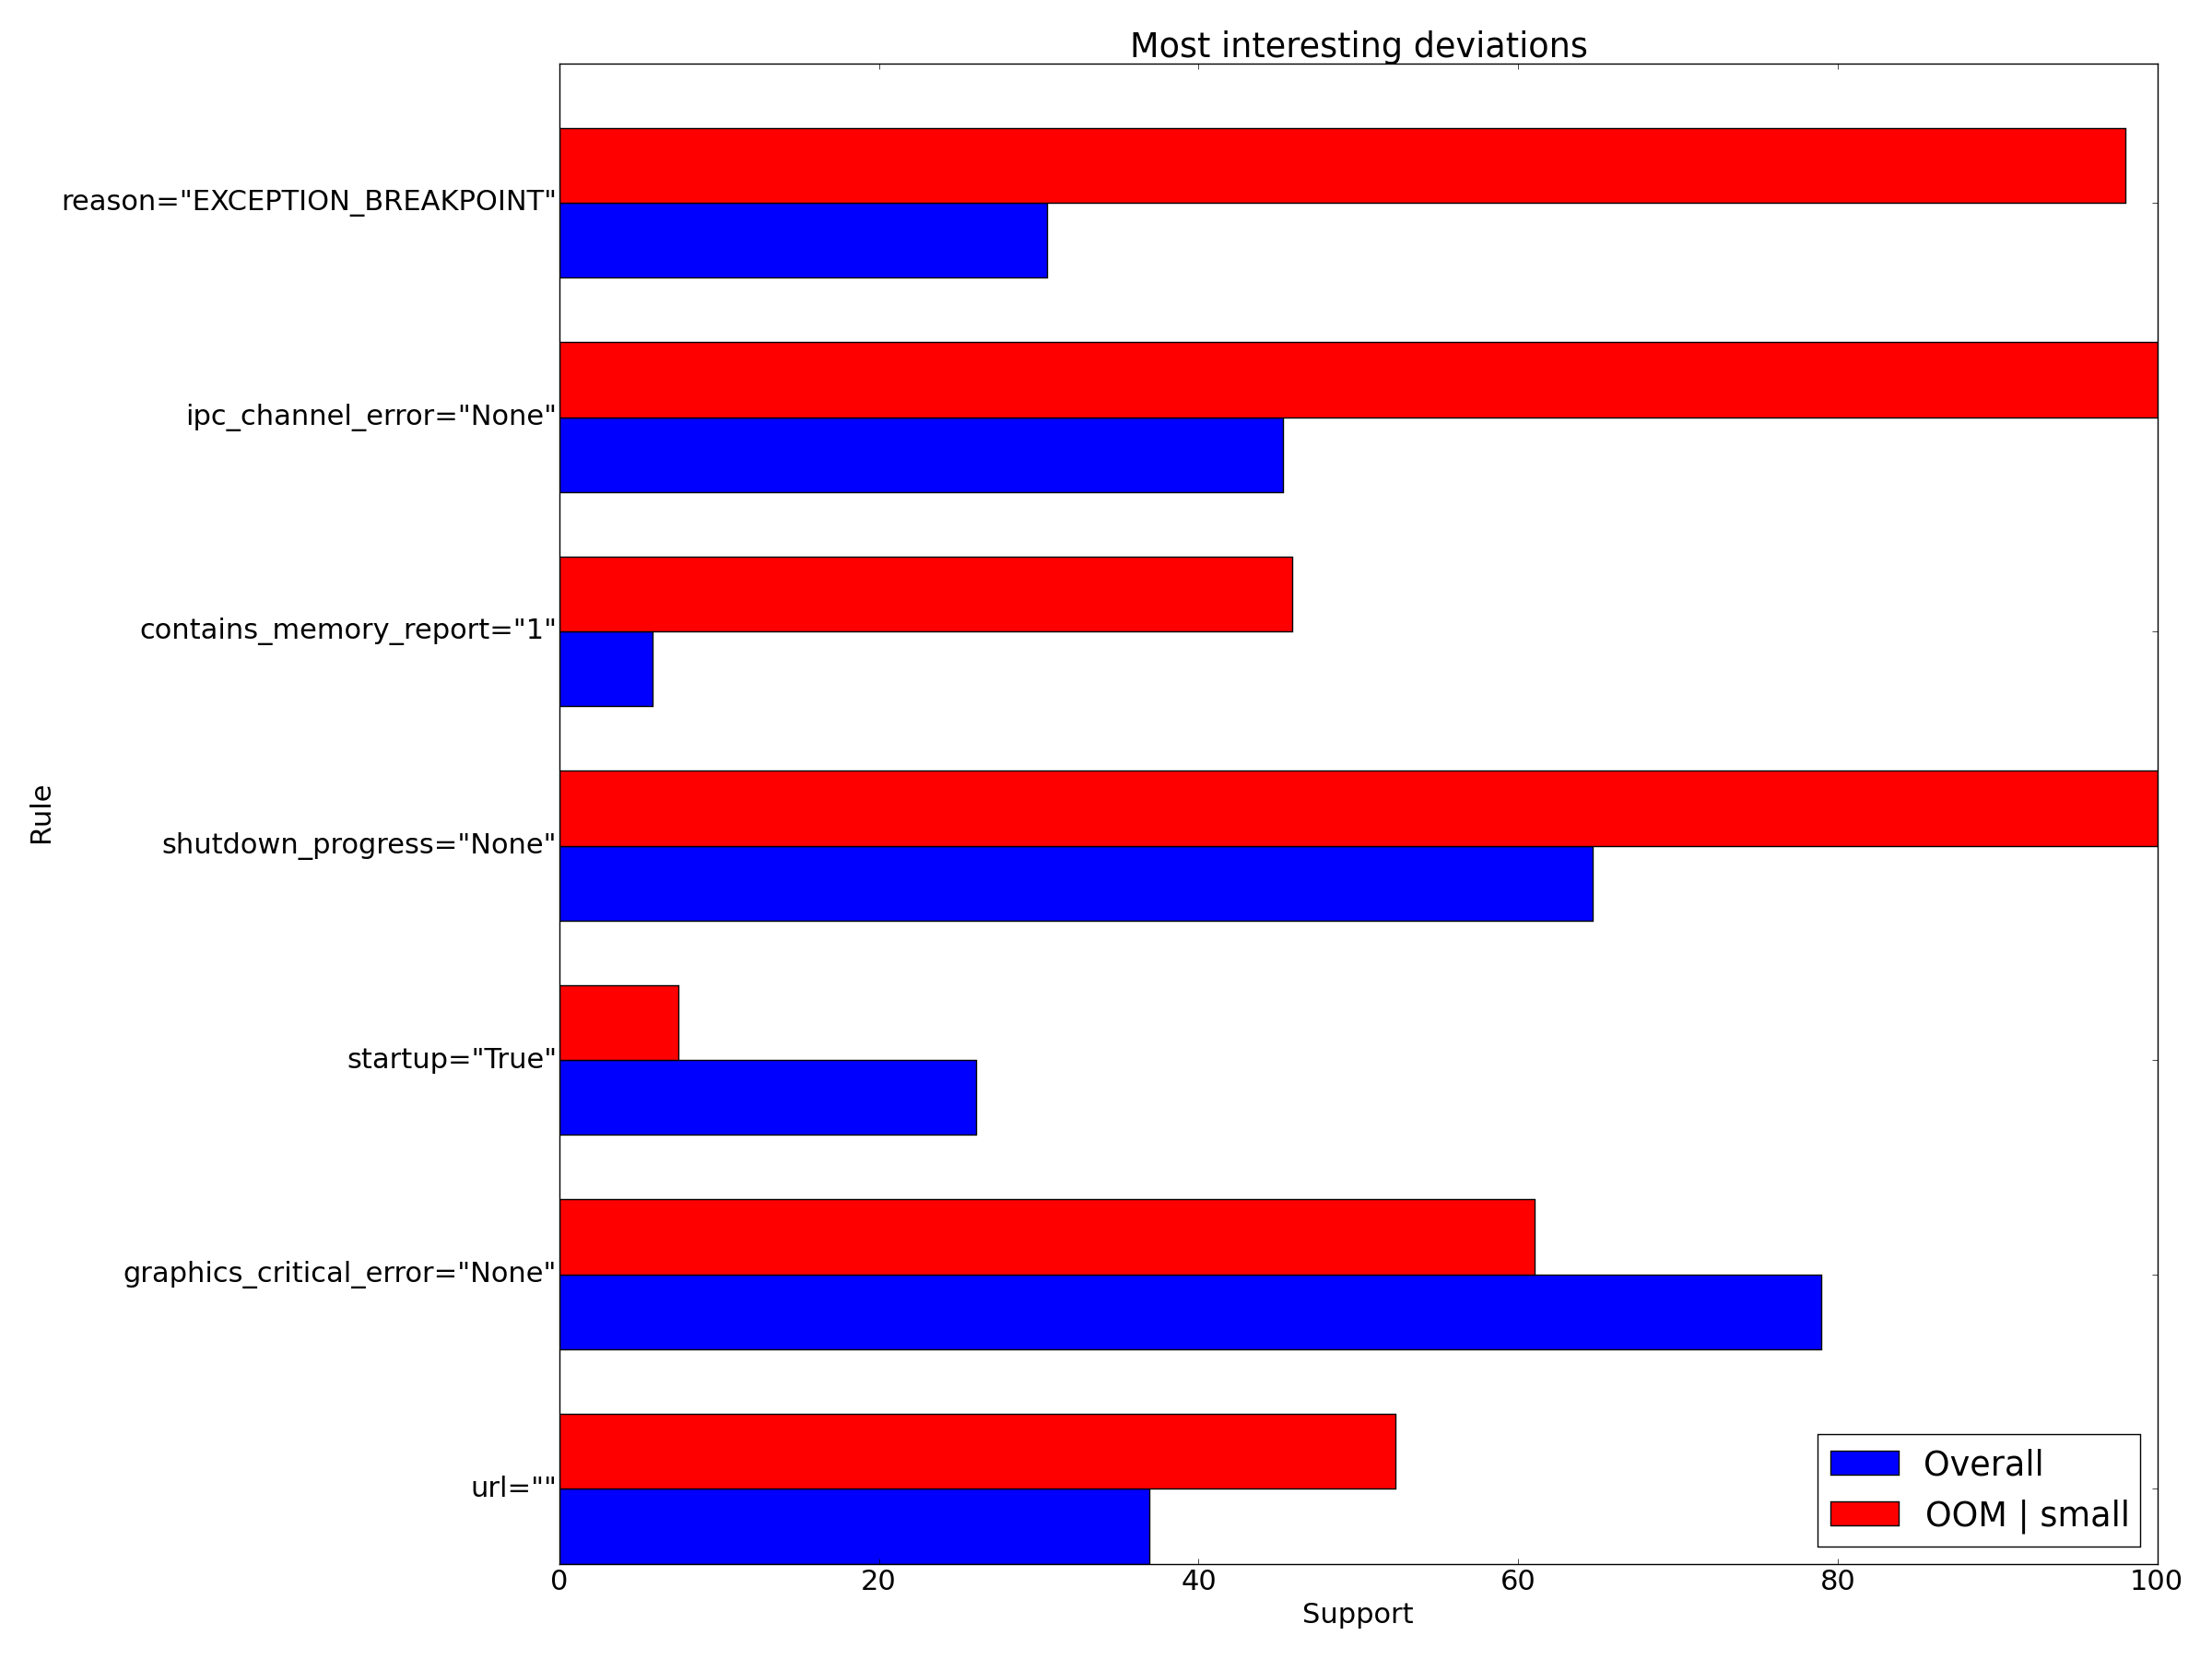 Most interesting deviations
reason="EXCEPTION_BREAKPOINT"
ipc_channel_error="None"
contains_memory_report="1"
Rule
shutdown_progress="None"
startup="True"
graphics_critical_error="None"
url=""
Overall
OOM | small
0 20 40 60 80 100
Support